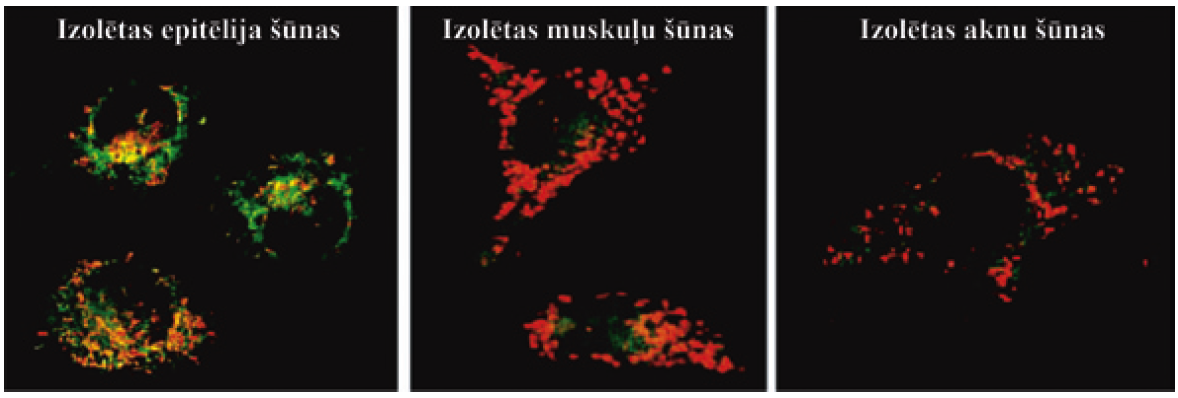 Izolētas epitēlija šūnas
Izolētas muskuļu šūnas
Izolētas aknu šūnas